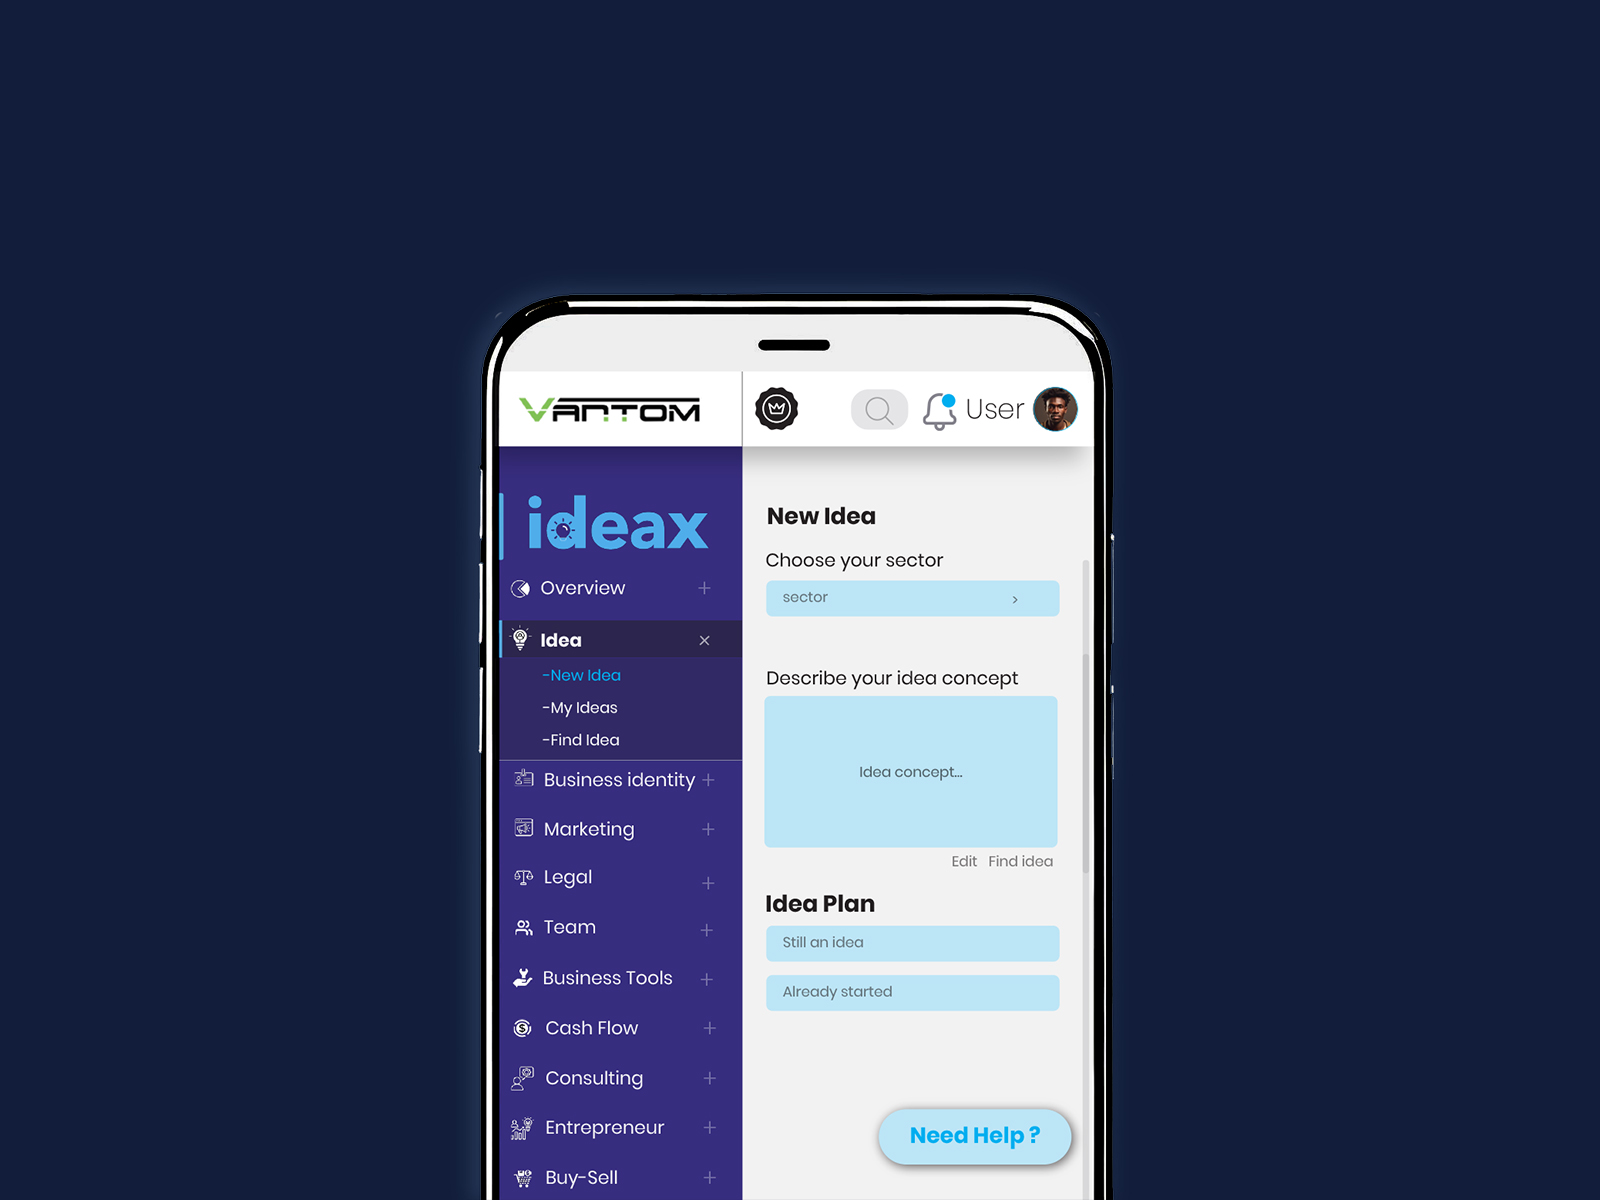 VANTOM
User
ideax
Overview +
Idea ×
-New Idea
-My Ideas
-Find Idea
Business identity +
Marketing +
Legal +
Team +
Business Tools +
Cash Flow +
Consulting +
Entrepreneur +
Buy-Sell +
New Idea
Choose your sector
sector >
Describe your idea concept
Idea concept...
Edit Find idea
Idea Plan
Still an idea
Already started
Need Help ?